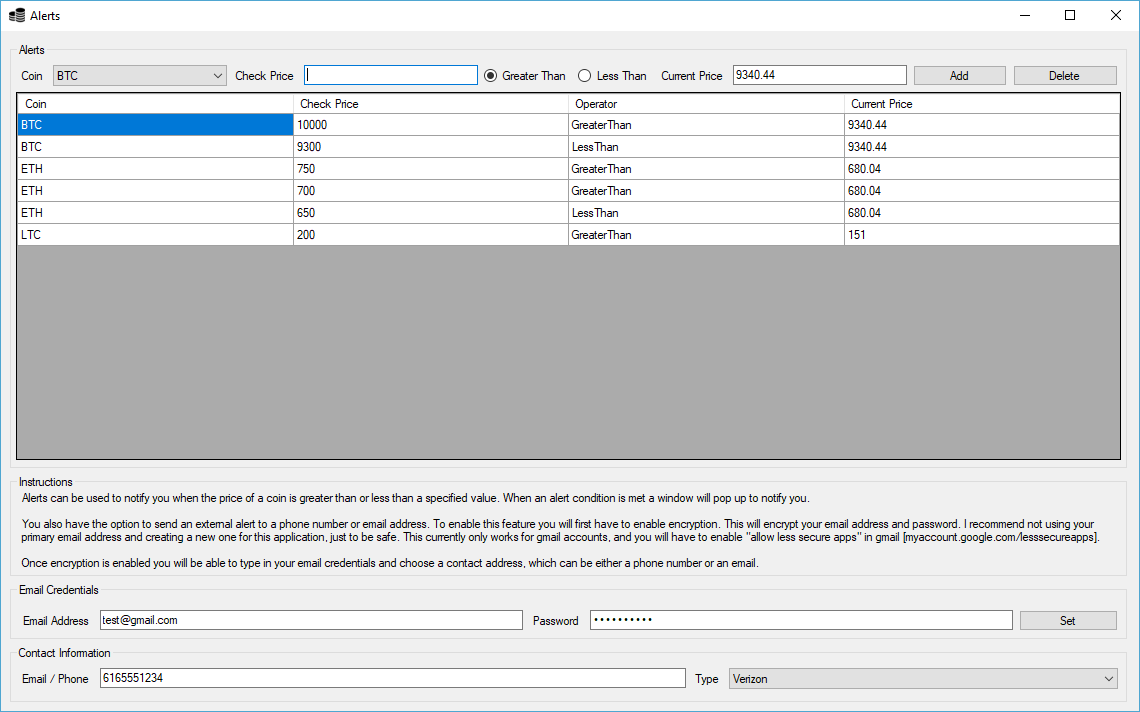 Alerts
Alerts
Coin BTC Check Price Greater Than Less Than Current Price 9340.44 Add Delete
Coin Check Price Operator Current Price
BTC 10000 GreaterThan 9340.44
BTC 9300 LessThan 9340.44
ETH 750 GreaterThan 680.04
ETH 700 GreaterThan 680.04
ETH 650 LessThan 680.04
LTC 200 GreaterThan 151
Instructions
Alerts can be used to notify you when the price of a coin is greater than or less than a specified value. When an alert condition is met a window will pop up to notify you.
You also have the option to send an external alert to a phone number or email address. To enable this feature you will first have to enable encryption. This will encrypt your email address and password. I recommend not using your
primary email address and creating a new one for this application, just to be safe. This currently only works for gmail accounts, and you will have to enable "allow less secure apps" in gmail [myaccount.google.com/lesssecureapps].
Once encryption is enabled you will be able to type in your email credentials and choose a contact address, which can be either a phone number or an email.
Email Credentials
Email Address test@gmail.com Password •••••••••• Set
Contact Information
Email / Phone 6165551234 Type Verizon